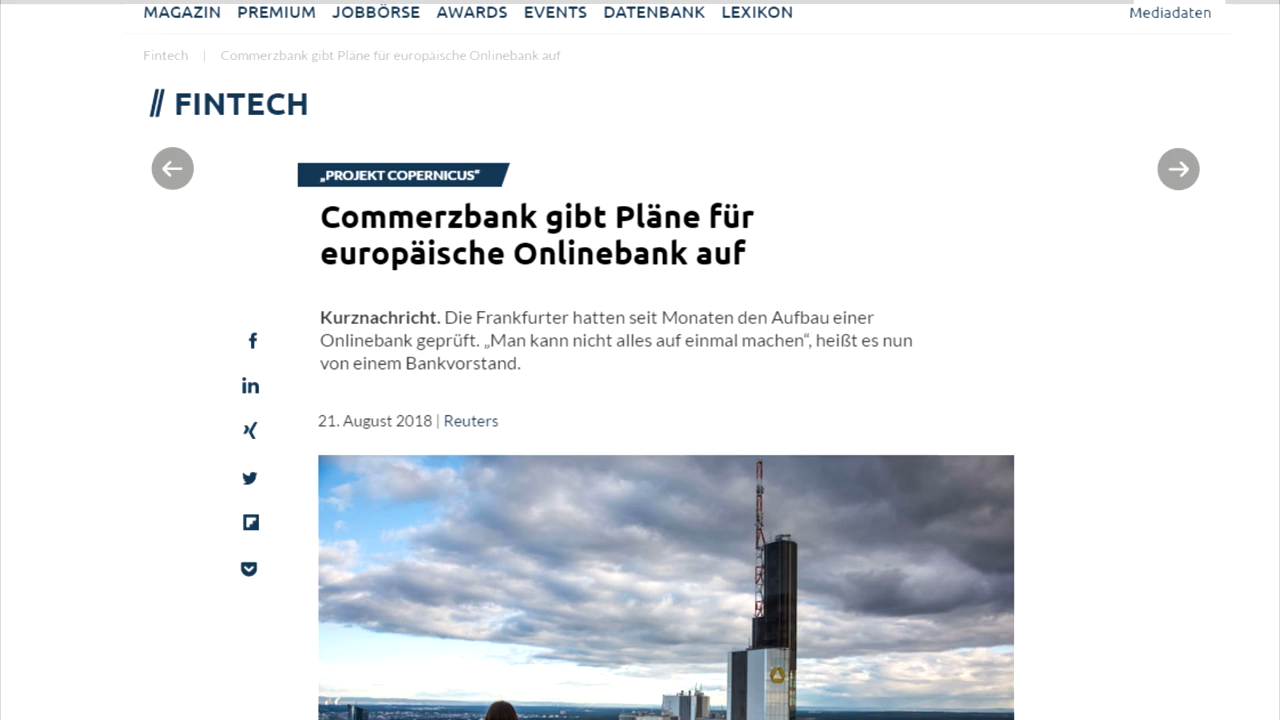 MAGAZIN PREMIUM JOBBÖRSE AWARDS EVENTS DATENBANK LEXIKON Mediadaten
Fintech | Commerzbank gibt Pläne für europäische Onlinebank auf
// FINTECH
„PROJEKT COPERNICUS“
Commerzbank gibt Pläne für
europäische Onlinebank auf
Kurznachricht. Die Frankfurter hatten seit Monaten den Aufbau einer
Onlinebank geprüft. „Man kann nicht alles auf einmal machen“, heißt es nun
von einem Bankvorstand.
21. August 2018 | Reuters